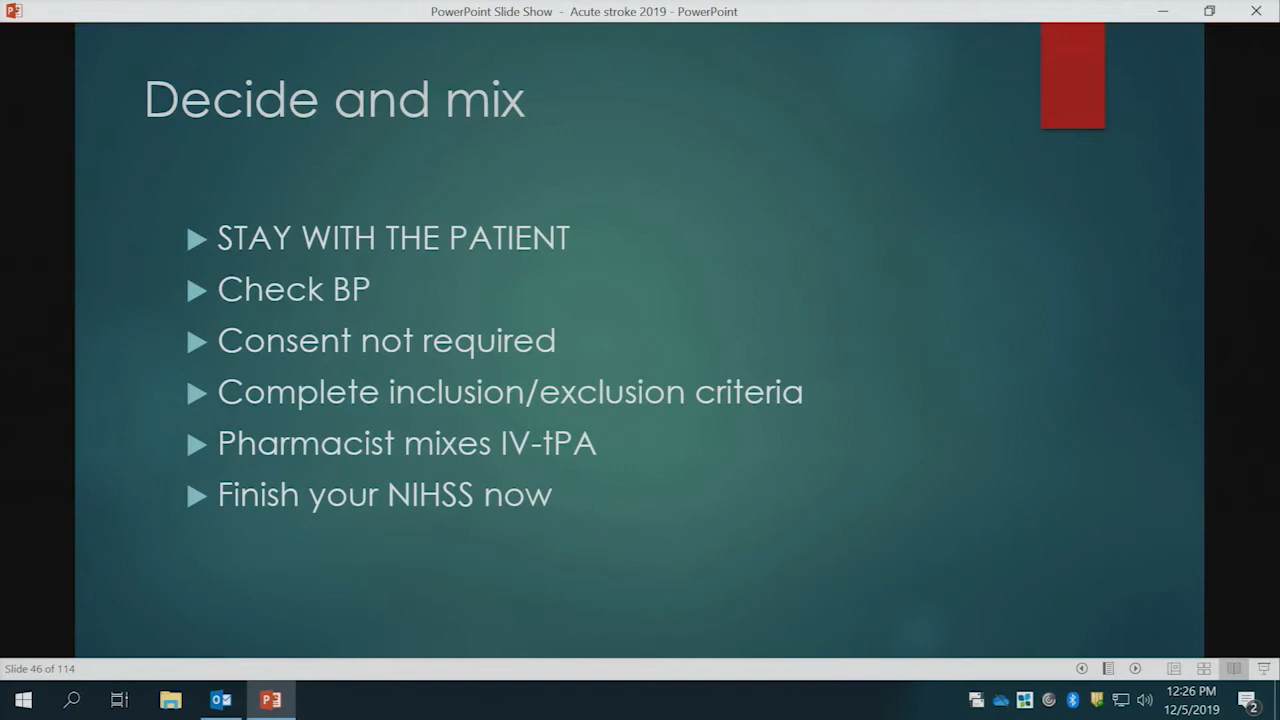 PowerPoint Slide Show - Acute stroke 2019 - PowerPoint
Decide and mix
STAY WITH THE PATIENT
Check BP
Consent not required
Complete inclusion/exclusion criteria
Pharmacist mixes IV-tPA
Finish your NIHSS now
Slide 46 of 114
12:26 PM
12/5/2019
2